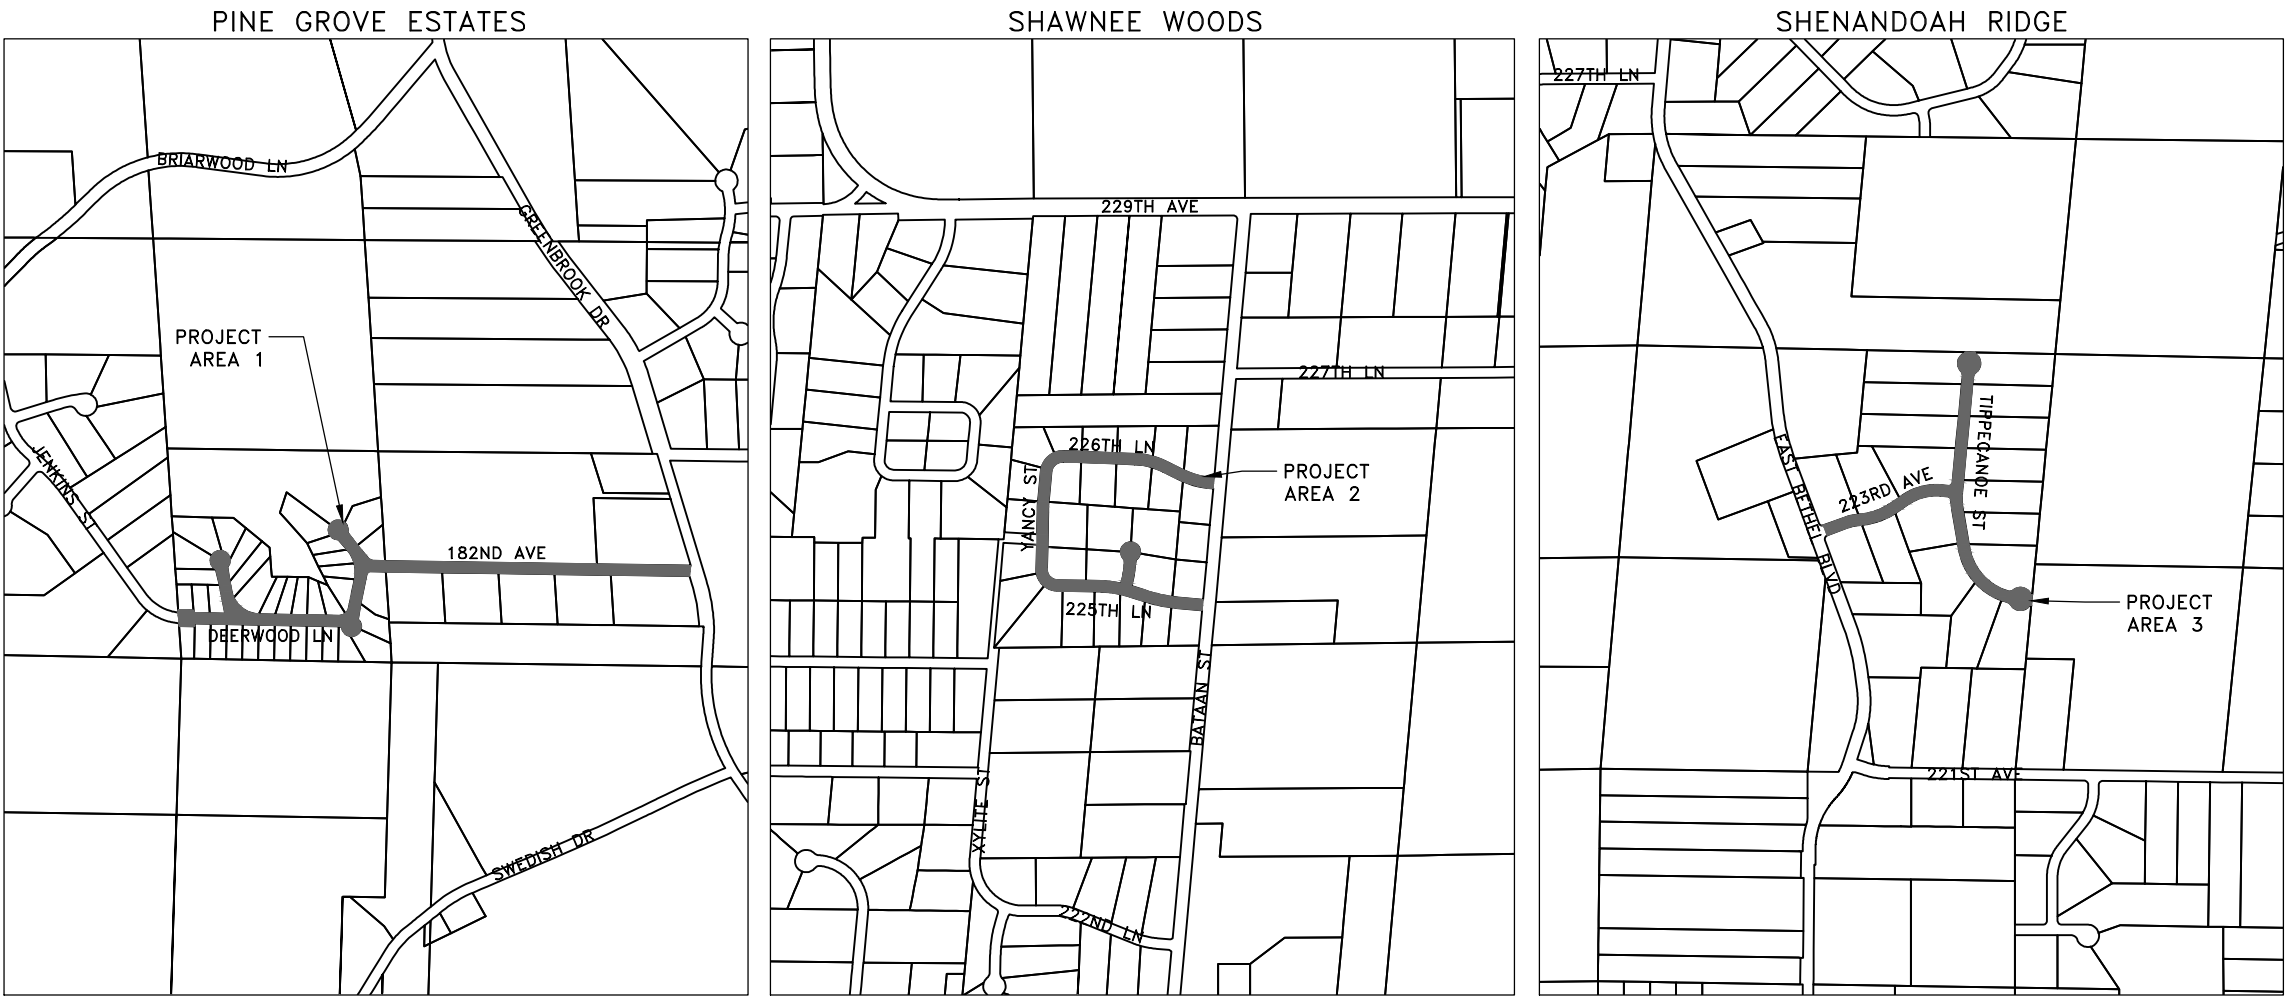 PINE GROVE ESTATES
BRIARWOOD LN
GREENBROOK DR
PROJECT
AREA 1
JENKINS ST
182ND AVE
DEERWOOD LN
SWEDISH DR
SHAWNEE WOODS
229TH AVE
227TH LN
226TH LN
PROJECT
AREA 2
YANCY ST
225TH LN
BATAAN ST
XYLITE ST
222ND LN
SHENANDOAH RIDGE
227TH LN
TIPPECANOE ST
EAST BETHEL BLVD
223RD AVE
PROJECT
AREA 3
221ST AVE